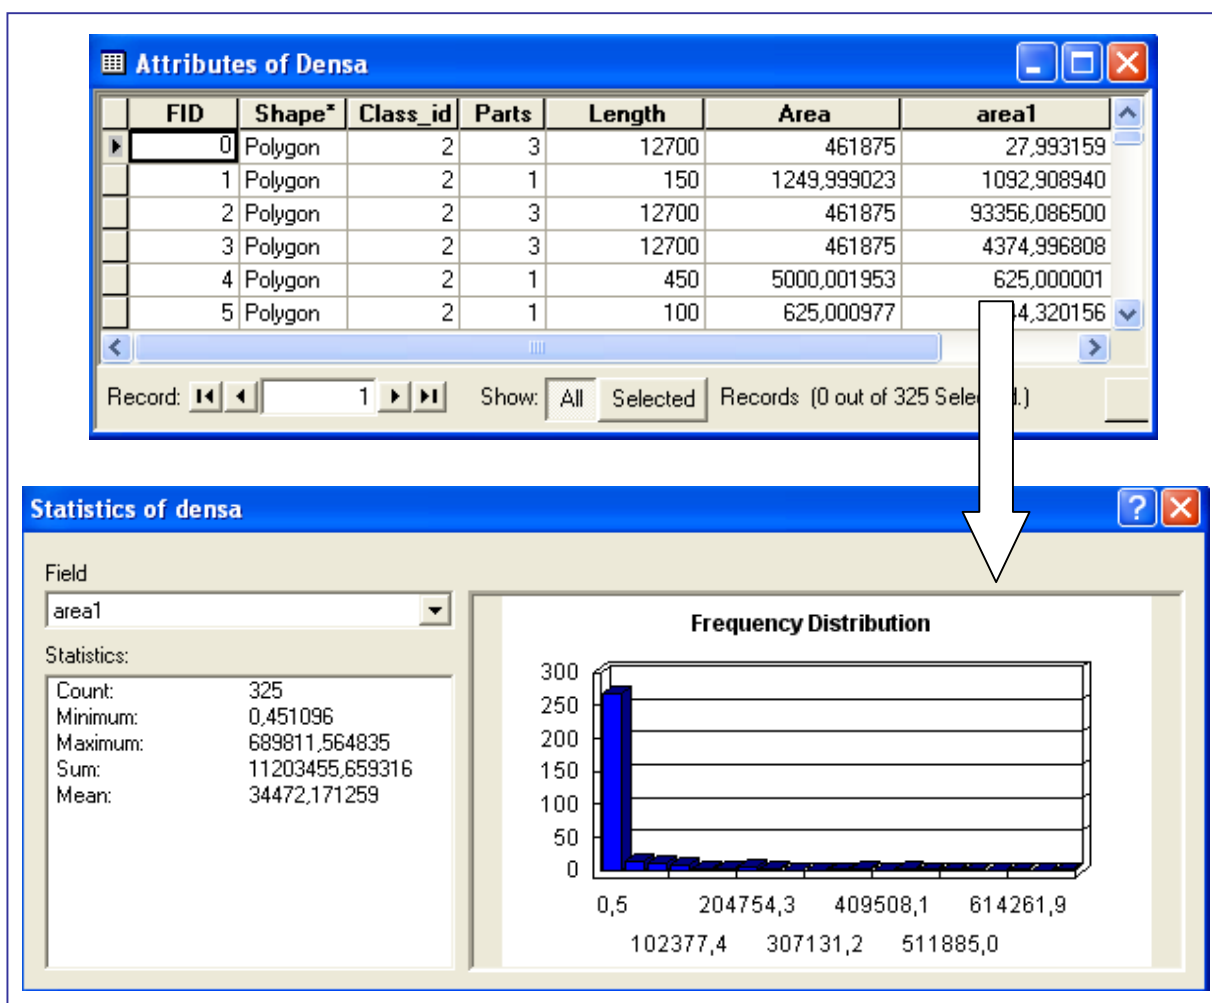 Attributes of Densa
FID Shape* Class_id Parts Length Area area1
0 Polygon 2 3 12700 461875 27,993159
1 Polygon 2 1 150 1249,999023 1092,908940
2 Polygon 2 3 12700 461875 93356,086500
3 Polygon 2 3 12700 461875 4374,996808
4 Polygon 2 1 450 5000,001953 625,000001
5 Polygon 2 1 100 625,000977 4,320156
Record: 1 Show: All Selected Records (0 out of 325
Statistics of densa
Field
area1
Statistics:
Count: 325
Minimum: 0,451096
Maximum: 689811,564835
Sum: 11203455,659316
Mean: 34472,171259
Frequency Distribution
300
250
200
150
100
50
0
0,5 204754,3 409508,1 614261,9
102377,4 307131,2 511885,0